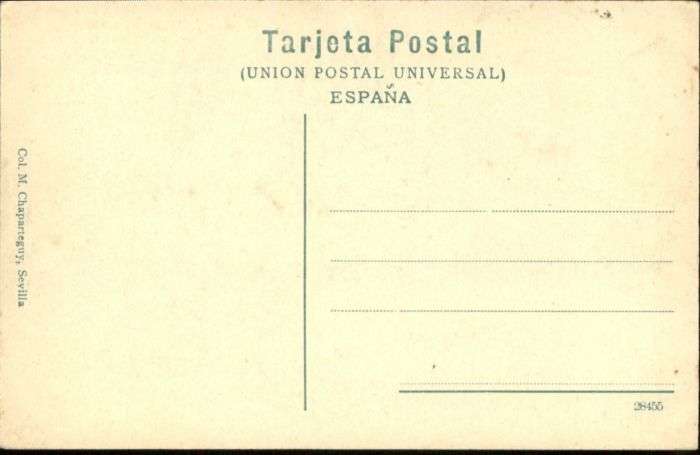 Tarjeta Postal
(UNION POSTAL UNIVERSAL)
ESPAÑA
Col. M. Chaparteguy, Sevilla
28455